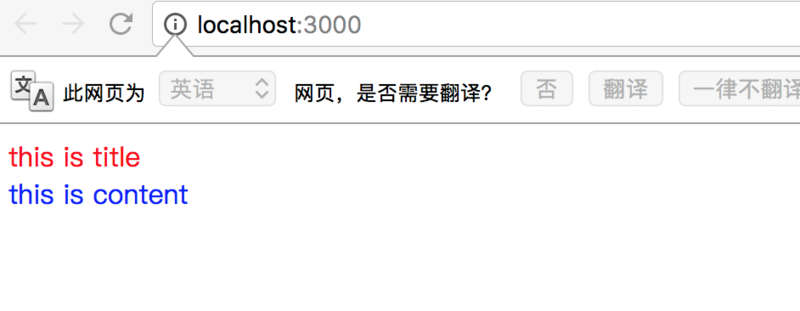 localhost:3000
文A 此网页为 英语 网页，是否需要翻译？ 否 翻译 一律不翻译
this is title
this is content